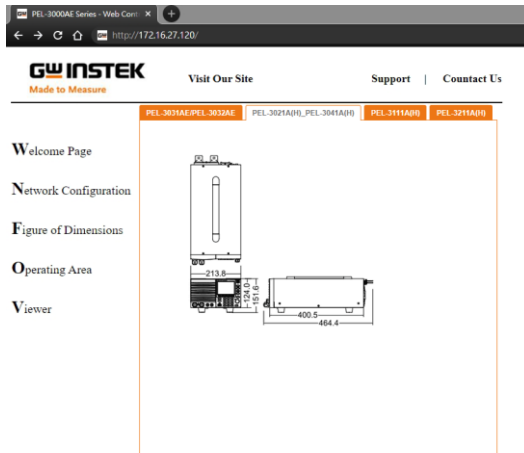 PEL-3000AE Series - Web Cont
http://172.16.27.120/
GW INSTEK
Made to Measure
Visit Our Site
Support | Countact Us
PEL-3031AE/PEL-3032AE
PEL-3021A(H)_PEL-3041A(H)
PEL-3111A(H)
PEL-3211A(H)
Welcome Page
Network Configuration
Figure of Dimensions
Operating Area
Viewer
213.8
124.0
151.6
400.5
464.4